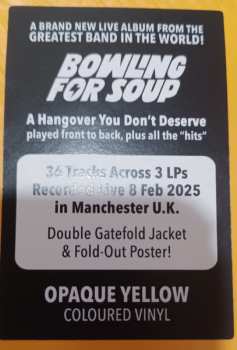 A BRAND NEW LIVE ALBUM FROM THE
GREATEST BAND IN THE WORLD!
BOWLING
FOR SOUP
A Hangover You Don't Deserve
played front to back, plus all the "hits"
36 Tracks Across 3 LPs
Recorded Live 8 Feb 2025
in Manchester U.K.
Double Gatefold Jacket
& Fold-Out Poster!
OPAQUE YELLOW
COLOURED VINYL